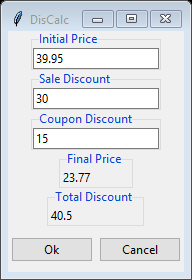 DisCalc
Initial Price
39.95
Sale Discount
30
Coupon Discount
15
Final Price
23.77
Total Discount
40.5
Ok Cancel